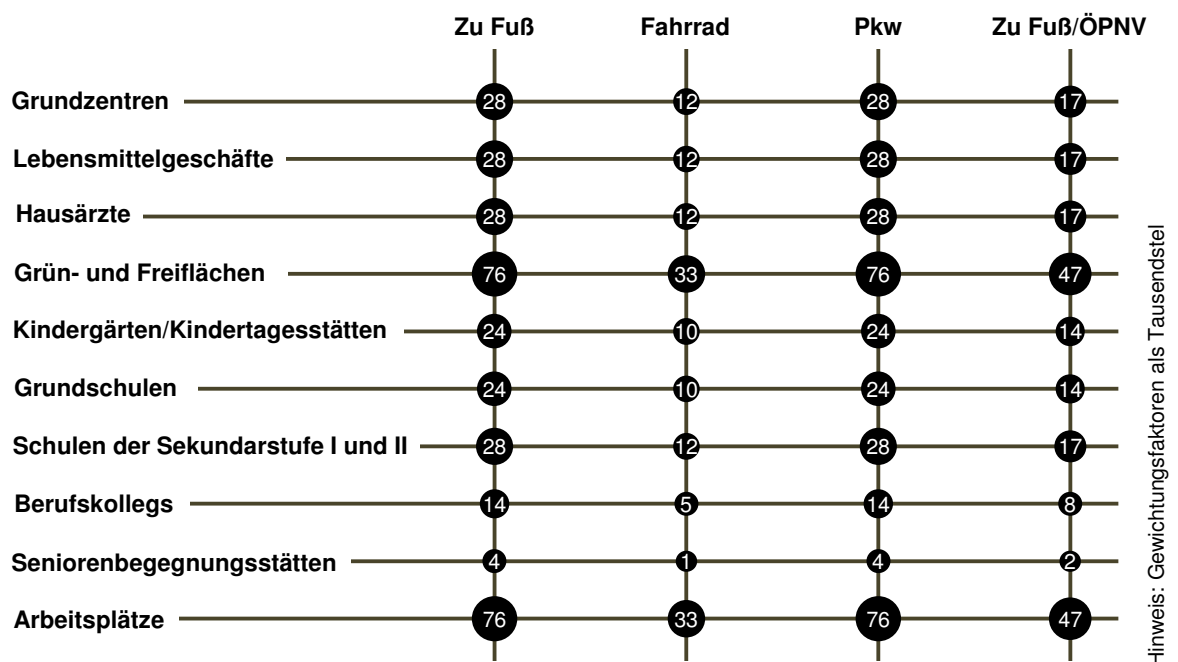 Zu Fuß Fahrrad Pkw Zu Fuß/ÖPNV
Grundzentren 28 12 28 17
Lebensmittelgeschäfte 28 12 28 17
Hausärzte 28 12 28 17
Grün- und Freiflächen 76 33 76 47
Kindergärten/Kindertagesstätten 24 10 24 14
Grundschulen 24 10 24 14
Schulen der Sekundarstufe I und II 28 12 28 17
Berufskollegs 14 5 14 8
Seniorenbegegnungsstätten 4 1 4 2
Arbeitsplätze 76 33 76 47
Hinweis: Gewichtungsfaktoren als Tausendstel